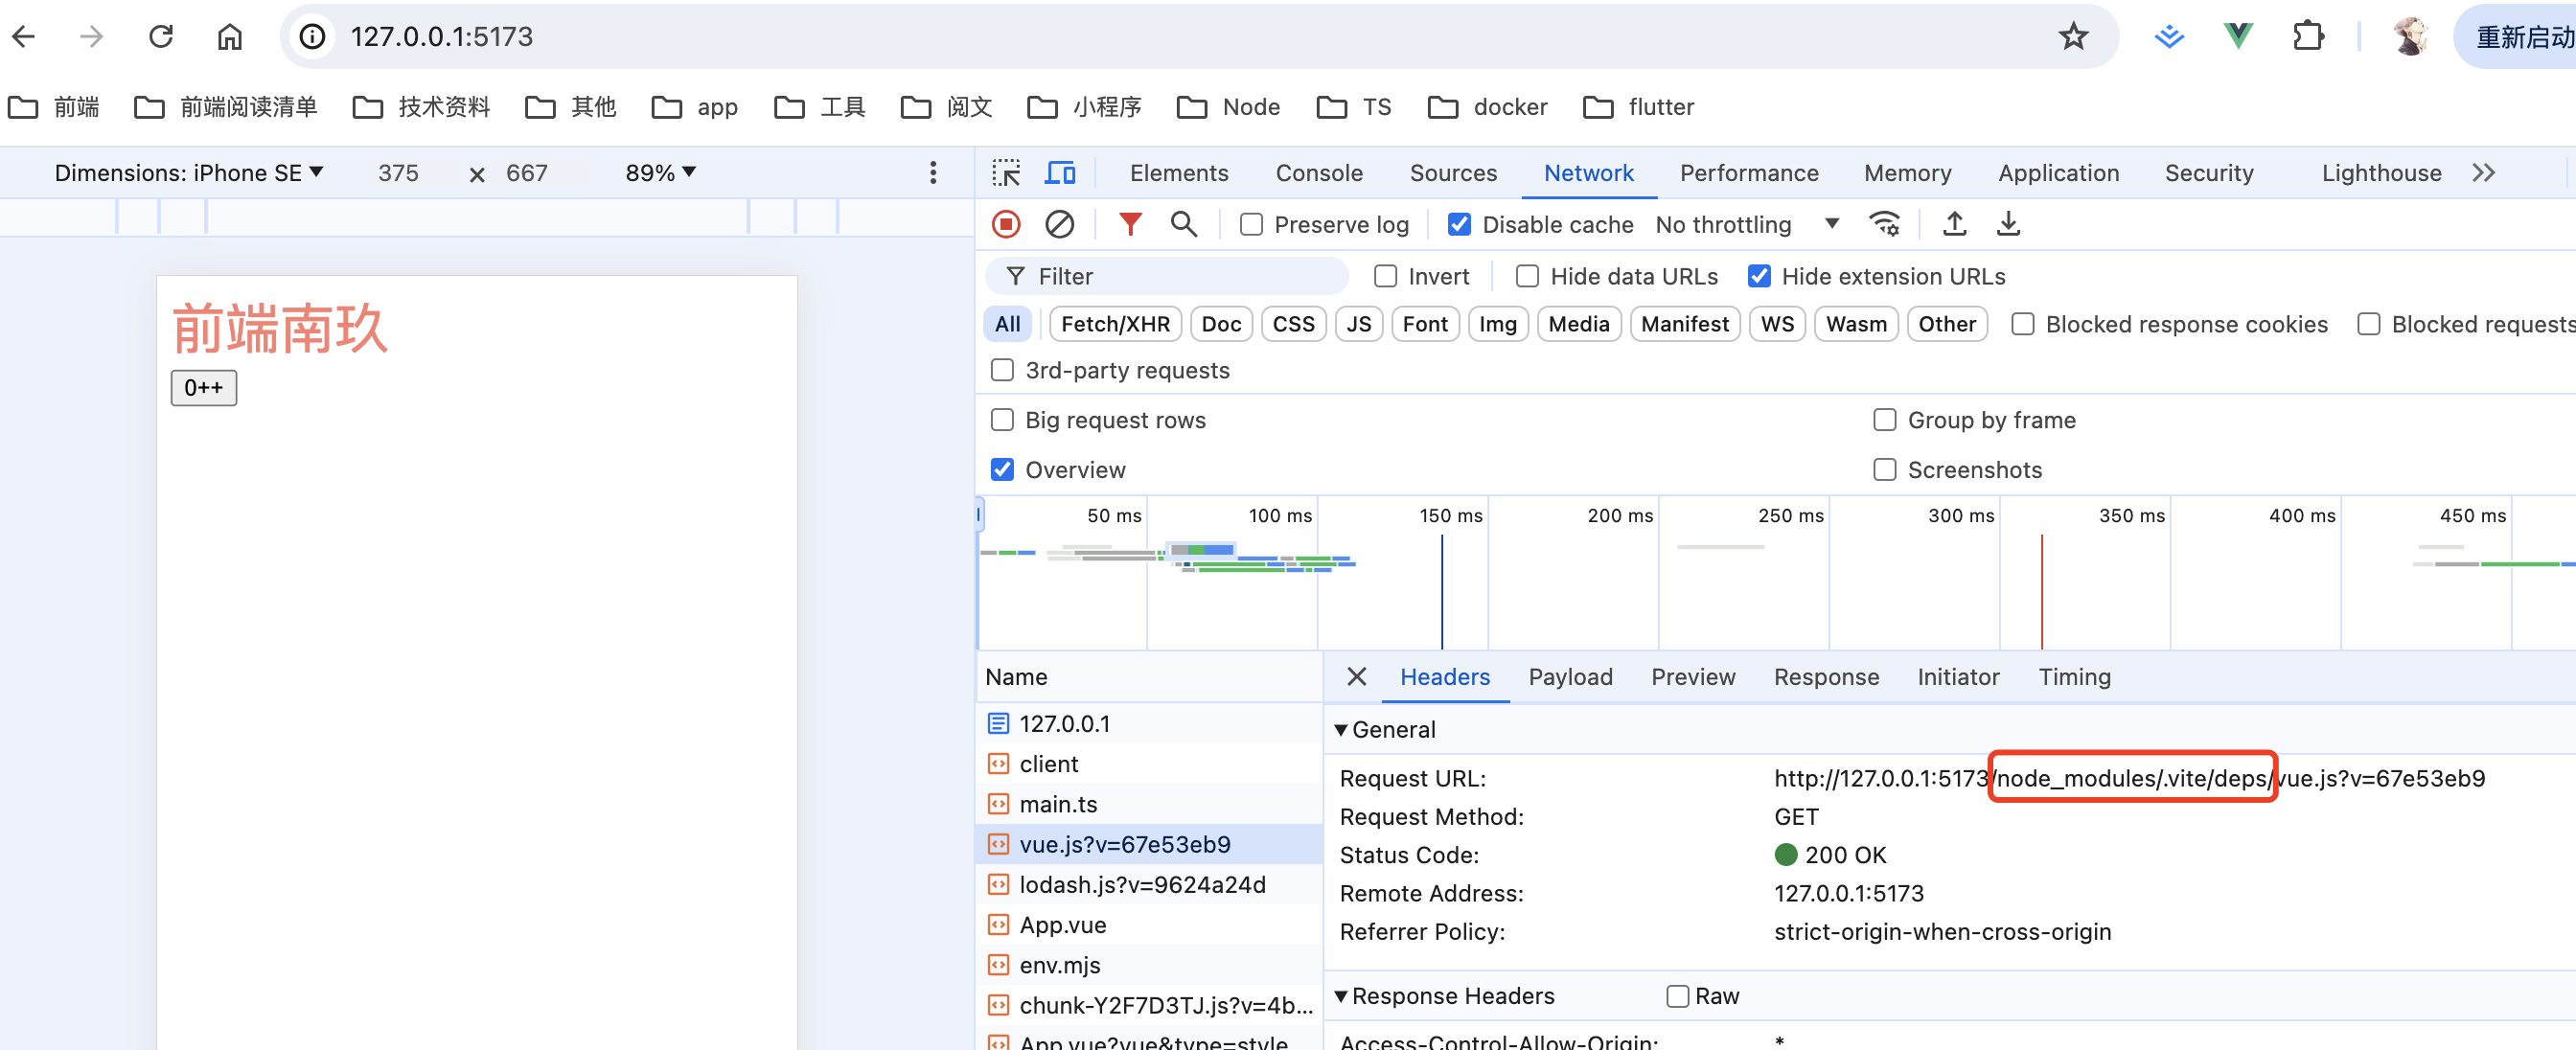 127.0.0.1:5173
重新启动
前端 前端阅读清单 技术资料 其他 app 工具 阅文 小程序 Node TS docker flutter
Dimensions: iPhone SE 375 × 667 89%
Elements Console Sources Network Performance Memory Application Security Lighthouse
Preserve log Disable cache No throttling
Filter Invert Hide data URLs Hide extension URLs
All Fetch/XHR Doc CSS JS Font Img Media Manifest WS Wasm Other Blocked response cookies Blocked requests
3rd-party requests
Big request rows Group by frame
Overview Screenshots
50 ms 100 ms 150 ms 200 ms 250 ms 300 ms 350 ms 400 ms 450 ms
前端南玖
0++
Name
127.0.0.1
client
main.ts
vue.js?v=67e53eb9
lodash.js?v=9624a24d
App.vue
env.mjs
chunk-Y2F7D3TJ.js?v=4b...
App.vue?vue&type=style
Headers Payload Preview Response Initiator Timing
General
Request URL: http://127.0.0.1:5173/node_modules/.vite/deps/vue.js?v=67e53eb9
Request Method: GET
Status Code: 200 OK
Remote Address: 127.0.0.1:5173
Referrer Policy: strict-origin-when-cross-origin
Response Headers Raw
Access-Control-Allow-Origin: *